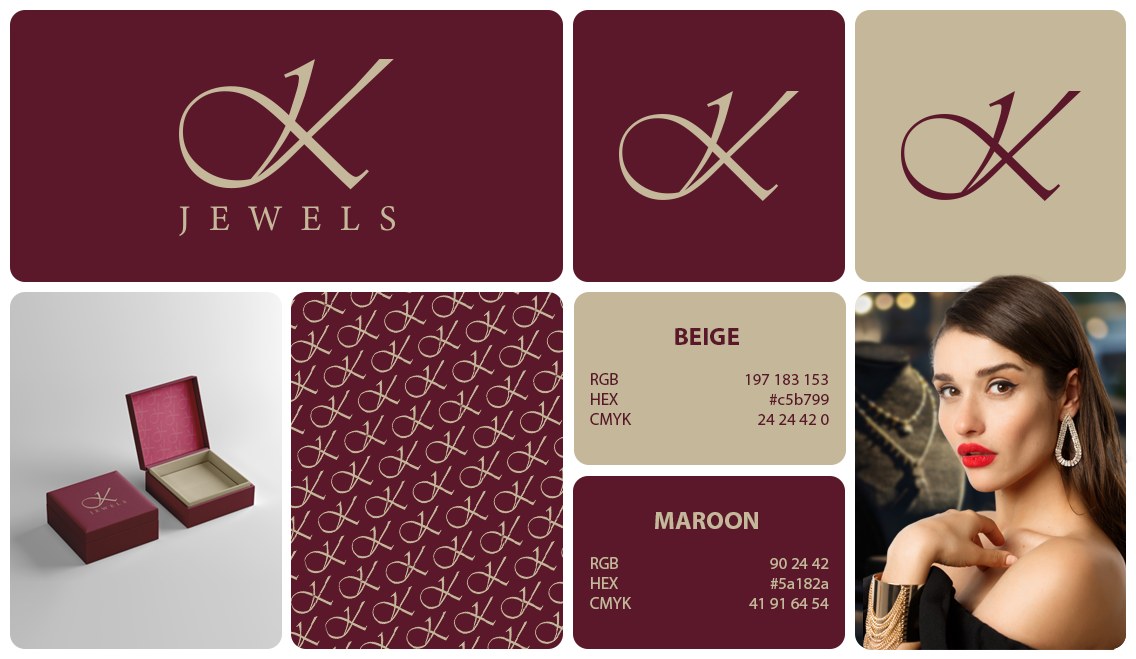 K
JEWELS
K
K
K
JEWELS
BEIGE
RGB 197 183 153
HEX #c5b799
CMYK 24 24 42 0
MAROON
RGB 90 24 42
HEX #5a182a
CMYK 41 91 64 54